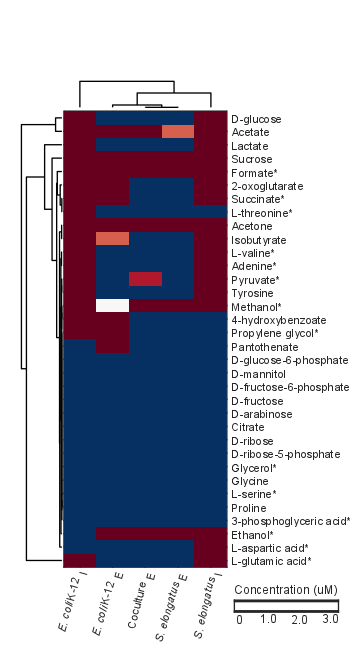 D-glucose
Acetate
Lactate
Sucrose
Formate*
2-oxoglutarate
Succinate*
L-threonine*
Acetone
Isobutyrate
L-valine*
Adenine*
Pyruvate*
Tyrosine
Methanol*
4-hydroxybenzoate
Propylene glycol*
Pantothenate
D-glucose-6-phosphate
D-mannitol
D-fructose-6-phosphate
D-fructose
D-arabinose
Citrate
D-ribose
D-ribose-5-phosphate
Glycerol*
Glycine
L-serine*
Proline
3-phosphoglyceric acid*
Ethanol*
L-aspartic acid*
L-glutamic acid*
E. coli K-12 I
E. coli K-12 E
Coculture E
S. elongatus E
S. elongatus I
Concentration (uM)
0 1.0 2.0 3.0